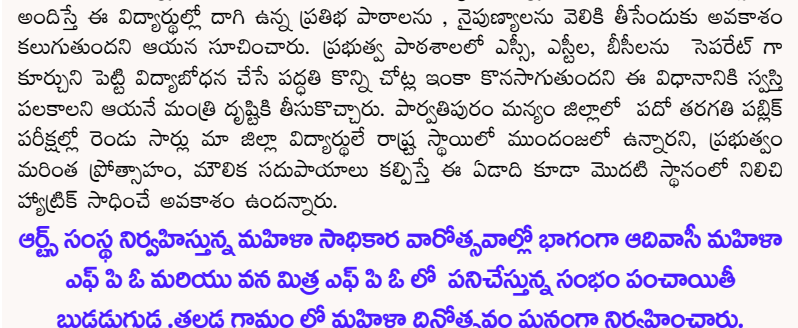 అందిస్తే ఈ విద్యార్థుల్లో దాగి ఉన్న ప్రతిభ పాఠాలను , నైపుణ్యాలను వెలికి తీసేందుకు అవకాశం
కలుగుతుందని ఆయన సూచించారు. ప్రభుత్వ పాఠశాలలో ఎస్సీ, ఎస్టీల, బీసీలను సెపరేట్ గా
కూర్చుని పెట్టి విద్యాబోధన చేసే పద్ధతి కొన్ని చోట్ల ఇంకా కొనసాగుతుందని ఈ విధానానికి స్వస్తి
పలకాలని ఆయనే మంత్రి దృష్టికి తీసుకొచ్చారు. పార్వతిపురం మన్యం జిల్లాలో పదో తరగతి పబ్లిక్
పరీక్షల్లో రెండు సార్లు మా జిల్లా విద్యార్థులే రాష్ట్ర స్థాయిలో ముందంజలో ఉన్నారని, ప్రభుత్వం
మరింత ప్రోత్సాహం, మౌలిక సదుపాయాలు కల్పిస్తే ఈ ఏడాది కూడా మొదటి స్థానంలో నిలిచి
హ్యాట్రిక్ సాధించే అవకాశం ఉందన్నారు.
ఆర్ట్స్ సంస్థ నిర్వహిస్తున్న మహిళా సాధికార వారోత్సవాల్లో భాగంగా ఆదివాసీ మహిళా
ఎఫ్ పి ఓ మరియు వన మిత్ర ఎఫ్ పి ఓ లో పనిచేస్తున్న సంభం పంచాయితీ
బుడ్డడుగుడ ,తలడ గ్రామం లో మహిళా దినోత్సవం ఘనంగా నిర్వహించారు.